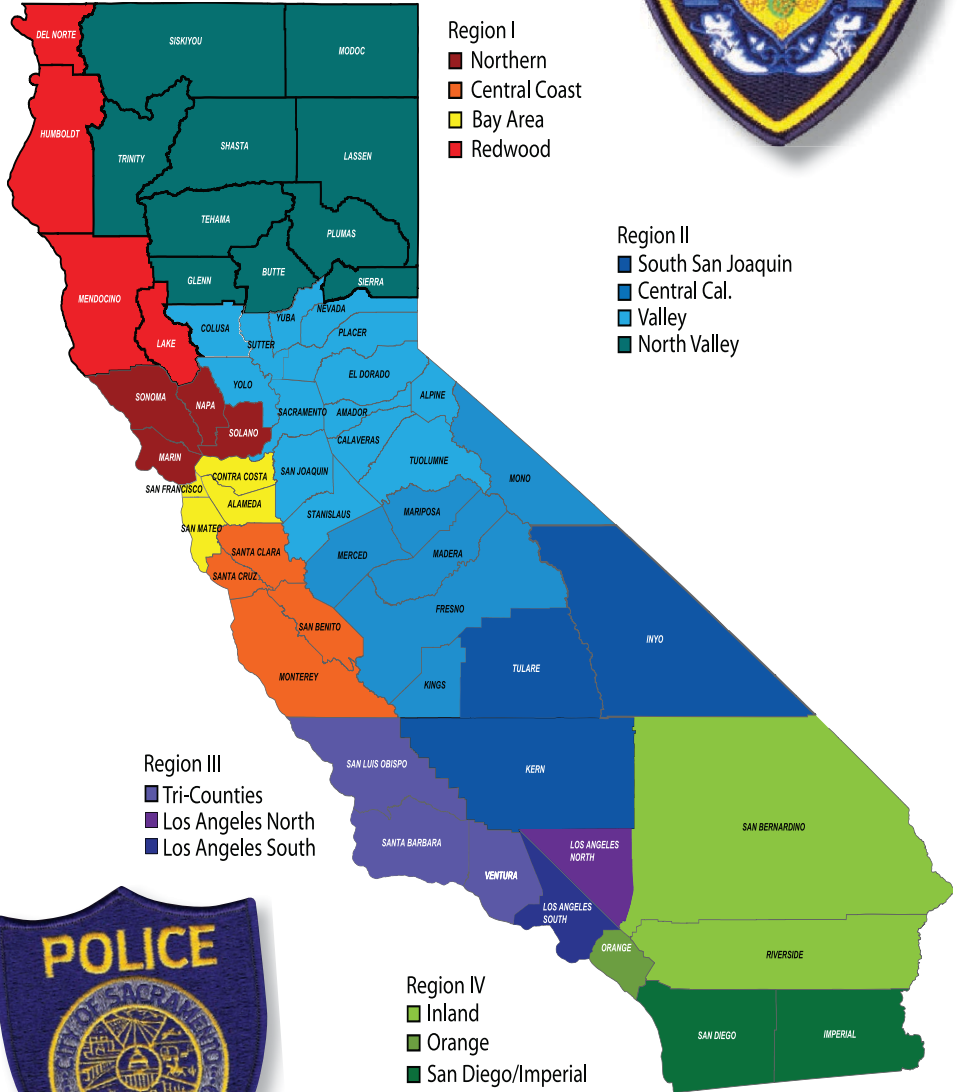 Region I
Northern
Central Coast
Bay Area
Redwood
Region II
South San Joaquin
Central Cal.
Valley
North Valley
DEL NORTE
SISKIYOU
MODOC
HUMBOLDT
TRINITY
SHASTA
LASSEN
TEHAMA
PLUMAS
GLENN
BUTTE
SIERRA
MENDOCINO
LAKE
COLUSA
SUTTER
YUBA
NEVADA
PLACER
YOLO
EL DORADO
ALPINE
SONOMA
NAPA
SOLANO
SACRAMENTO
AMADOR
CALAVERAS
MARIN
CONTRA COSTA
SAN JOAQUIN
TUOLUMNE
MONO
SAN FRANCISCO
ALAMEDA
STANISLAUS
MARIPOSA
SAN MATEO
SANTA CLARA
MERCED
MADERA
SANTA CRUZ
FRESNO
SAN BENITO
INYO
TULARE
MONTEREY
KINGS
SAN LUIS OBISPO
KERN
SANTA BARBARA
VENTURA
LOS ANGELES
NORTH
SAN BERNARDINO
LOS ANGELES
SOUTH
ORANGE
RIVERSIDE
SAN DIEGO
IMPERIAL
Region III
Tri-Counties
Los Angeles North
Los Angeles South
Region IV
Inland
Orange
San Diego/Imperial
POLICE
CITY OF SACRAMENTO